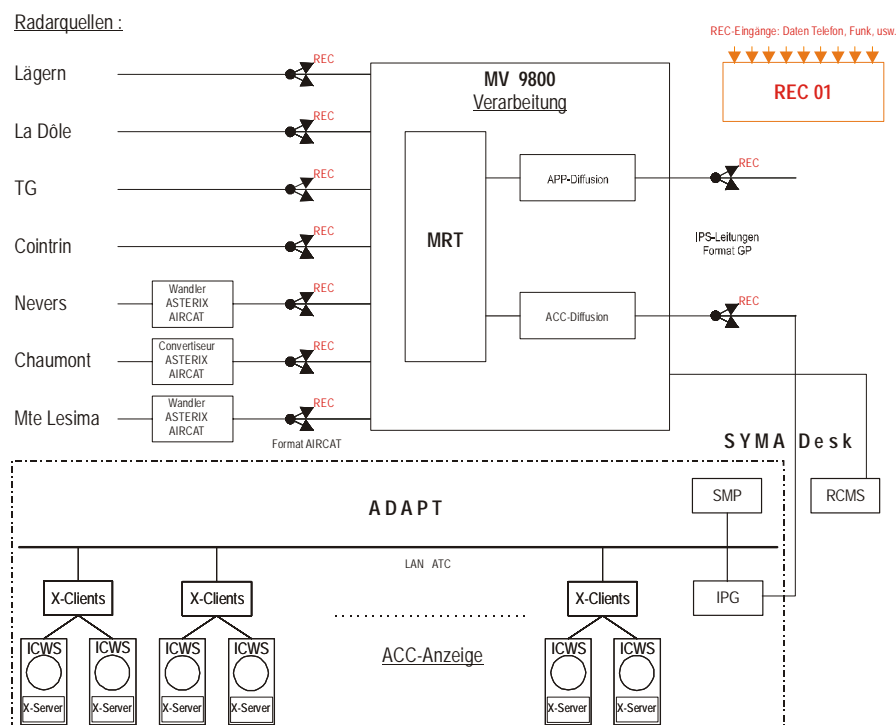 Radarquellen :
REC-Eingänge: Daten Telefon, Funk, usw.
REC 01
Lägern
REC
MV 9800
Verarbeitung
La Dôle
REC
TG
REC
APP-Diffusion
REC
Cointrin
REC
MRT
IPS-Leitungen
Format GP
Nevers
Wandler
ASTERIX
AIRCAT
REC
ACC-Diffusion
REC
Chaumont
Convertiseur
ASTERIX
AIRCAT
REC
Mte Lesima
Wandler
ASTERIX
AIRCAT
REC
Format AIRCAT
SYMA Desk
ADAPT
SMP
RCMS
LAN ATC
X-Clients
X-Clients
X-Clients
IPG
ACC-Anzeige
ICWS
ICWS
ICWS
ICWS
ICWS
ICWS
X-Server
X-Server
X-Server
X-Server
X-Server
X-Server